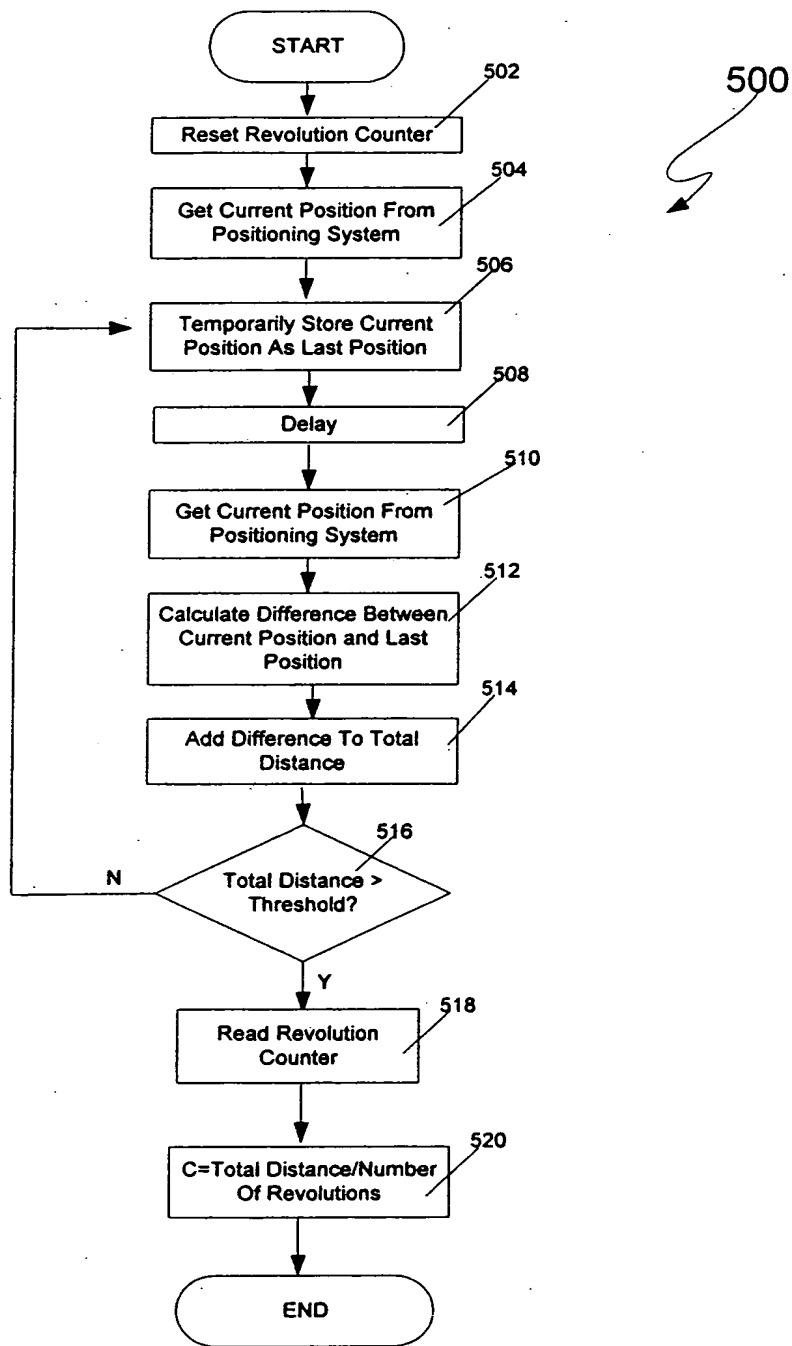 START
500
502
Reset Revolution Counter
504
Get Current Position From
Positioning System
506
Temporarily Store Current
Position As Last Position
508
Delay
510
Get Current Position From
Positioning System
512
Calculate Difference Between
Current Position and Last
Position
514
Add Difference To Total
Distance
516
Total Distance >
Threshold?
N
Y
518
Read Revolution
Counter
520
C=Total Distance/Number
Of Revolutions
END